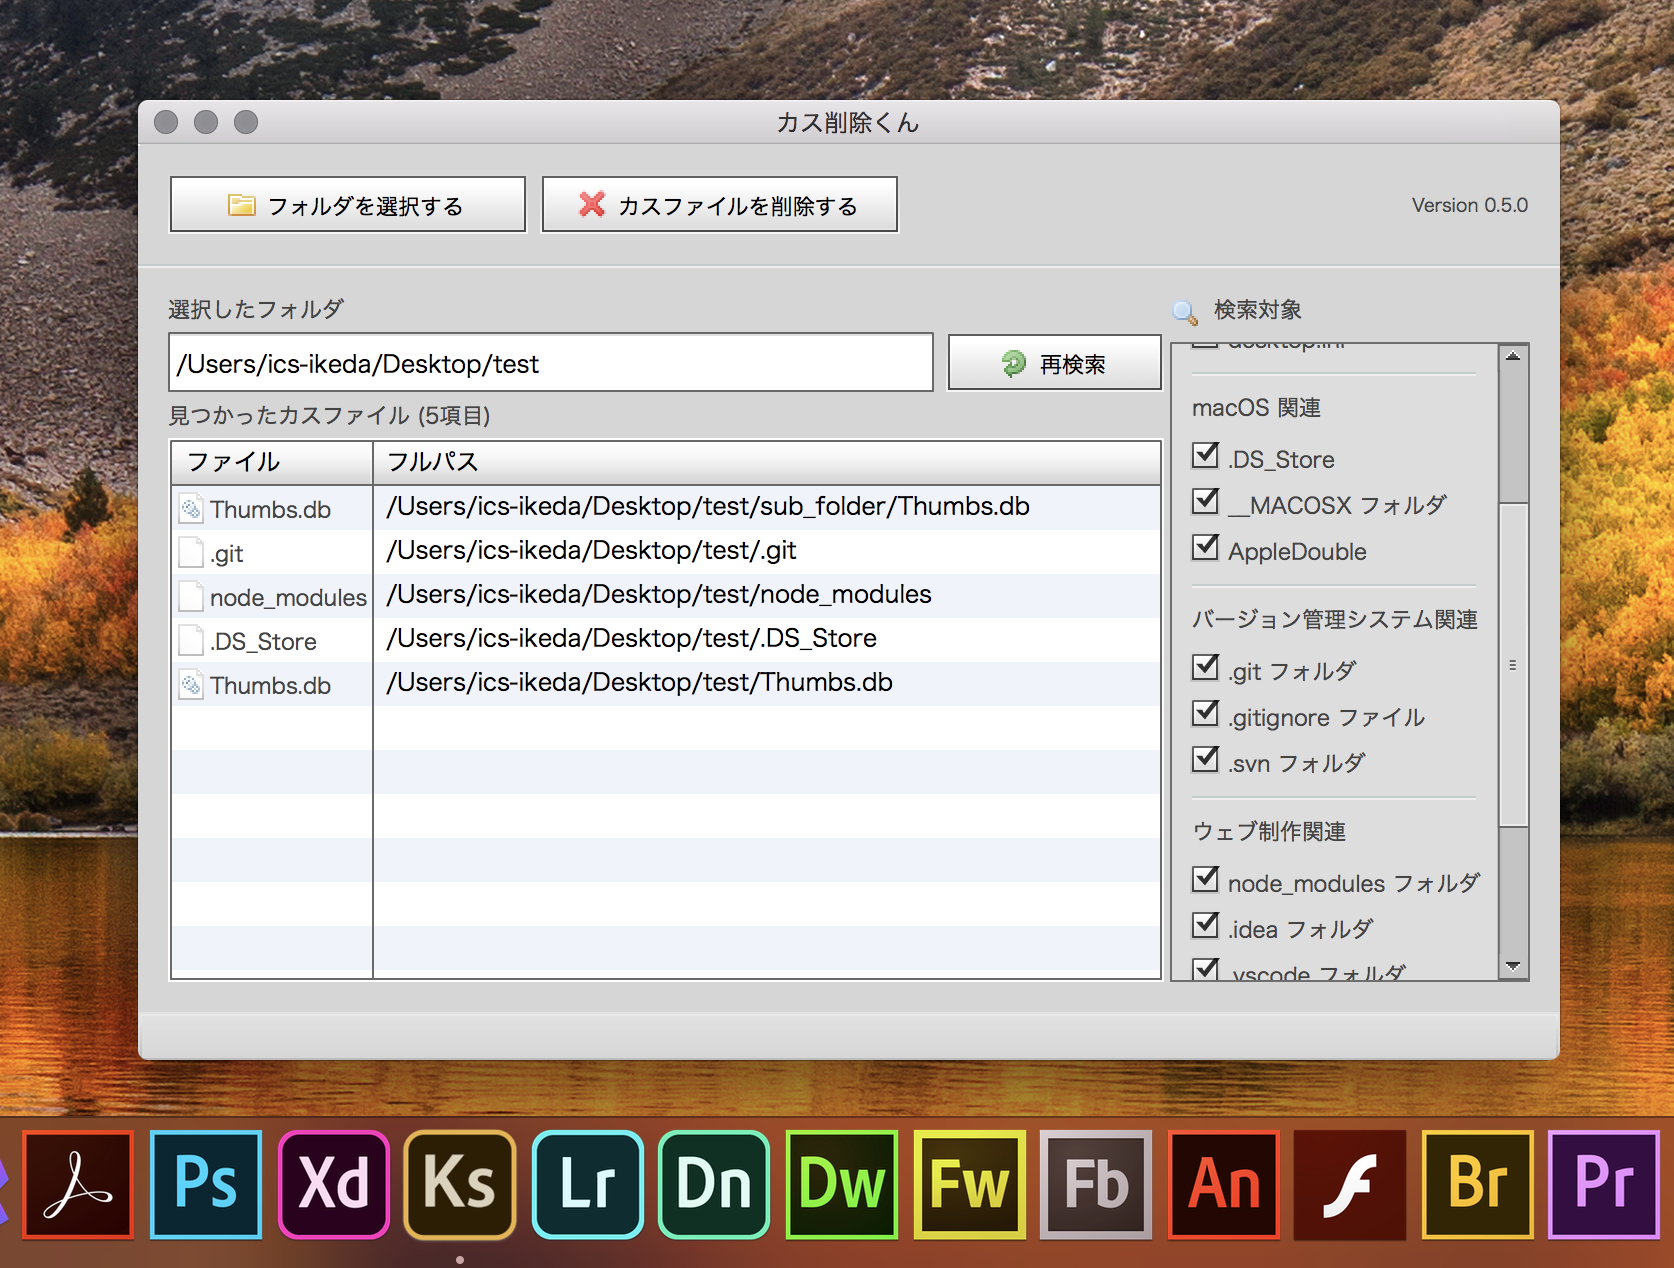 カス削除くん
フォルダを選択する
カスファイルを削除する
Version 0.5.0
選択したフォルダ
/Users/ics-ikeda/Desktop/test
再検索
見つかったカスファイル (5項目)
ファイル フルパス
Thumbs.db /Users/ics-ikeda/Desktop/test/sub_folder/Thumbs.db
.git /Users/ics-ikeda/Desktop/test/.git
node_modules /Users/ics-ikeda/Desktop/test/node_modules
.DS_Store /Users/ics-ikeda/Desktop/test/.DS_Store
Thumbs.db /Users/ics-ikeda/Desktop/test/Thumbs.db
検索対象
desktop.ini
macOS 関連
.DS_Store
__MACOSX フォルダ
AppleDouble
バージョン管理システム関連
.git フォルダ
.gitignore ファイル
.svn フォルダ
ウェブ制作関連
node_modules フォルダ
.idea フォルダ
.vscode フォルダ
Ps
Xd
Ks
Lr
Dn
Dw
Fw
Fb
An
f
Br
Pr